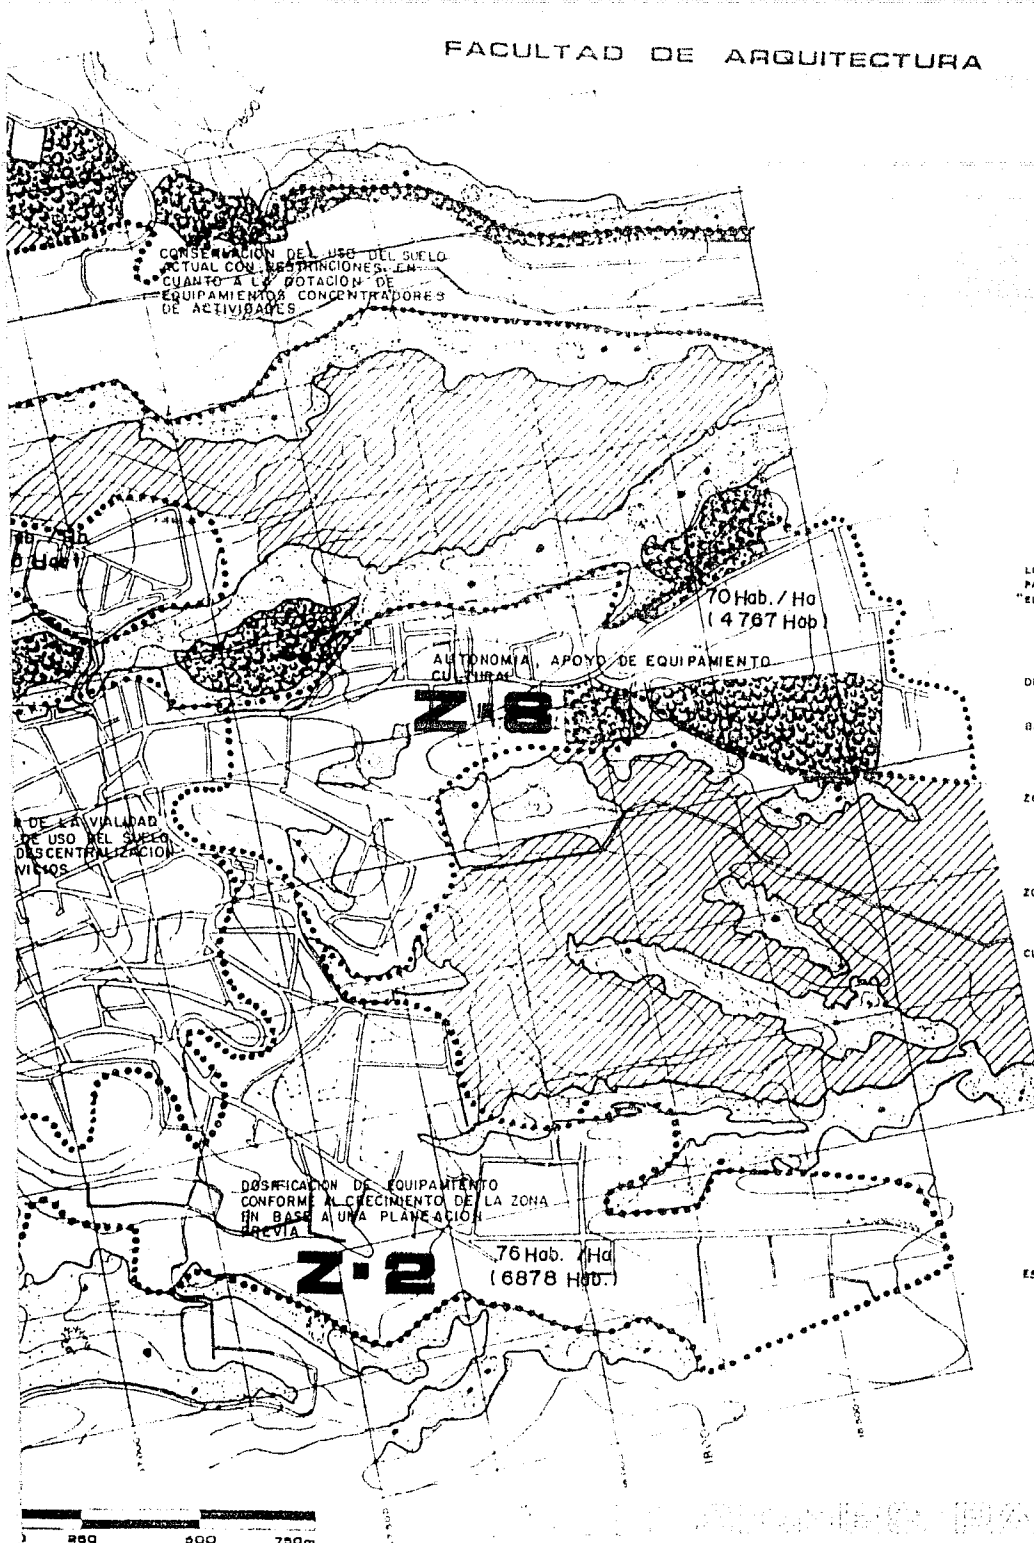 FACULTAD DE ARQUITECTURA
CONSERVACION DEL USO DEL SUELO
ACTUAL CON RESTRINCIONES EN
CUANTO A LA DOTACION DE
EQUIPAMIENTOS CONCENTRADORES
DE ACTIVIDADES
70 Hab. / Ha
(4767 Hab)
AUTONOMIA, APOYO DE EQUIPAMIENTO
CULTURAL
Z-8
DE LA VIALIDAD
DE USO DEL SUELO
DESCENTRALIZACION
VICIOS
DOSIFICACION DE EQUIPAMIENTO
CONFORME AL CRECIMIENTO DE LA ZONA
EN BASE A UNA PLANEACION
PREVIA
Z-2
76 Hab. / Ha
(6878 Hab.)
250 500 750m